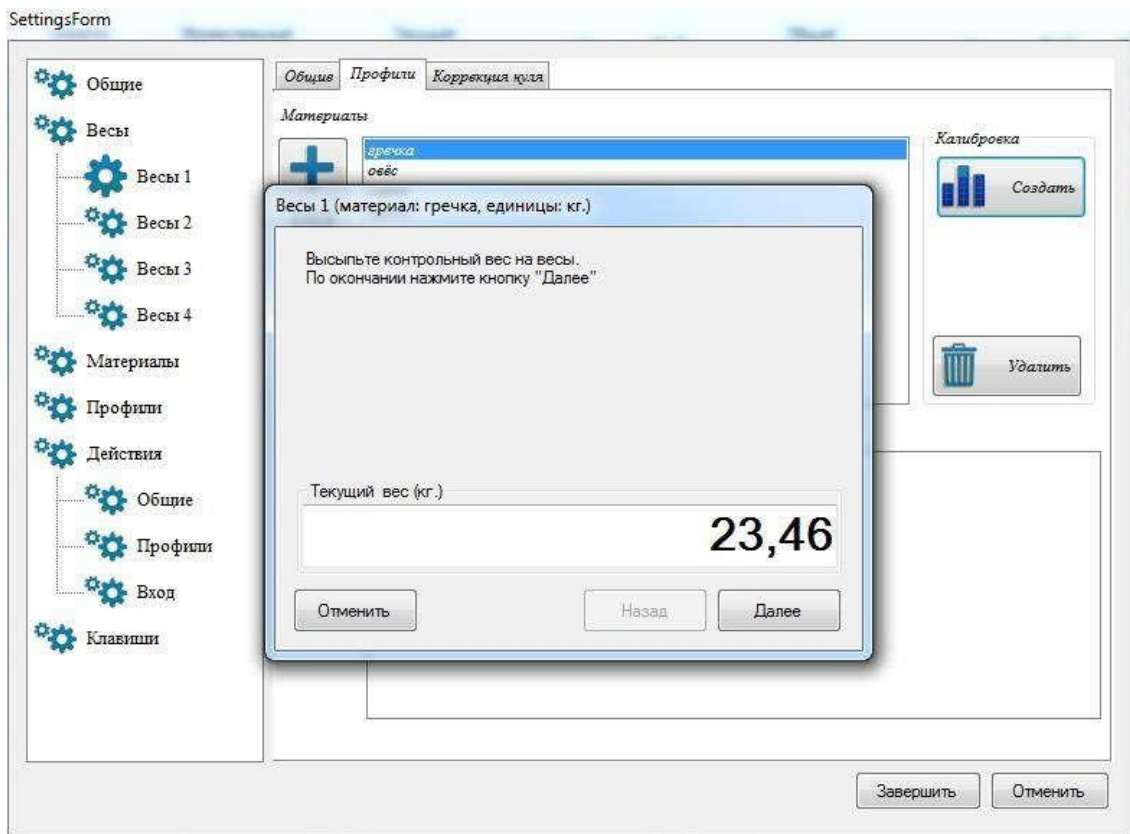 SettingsForm
Общие
Весы
Весы 1
Весы 2
Весы 3
Весы 4
Материалы
Профили
Действия
Общие
Профили
Вход
Клавиши
Общие Профили Коррекция нуля
Материалы
гречка
овёс
Калибровка
Создать
Удалить
Весы 1 (материал: гречка, единицы: кг.)
Высыпьте контрольный вес на весы.
По окончании нажмите кнопку "Далее"
Текущий вес (кг.)
23,46
Отменить Назад Далее
Завершить Отменить